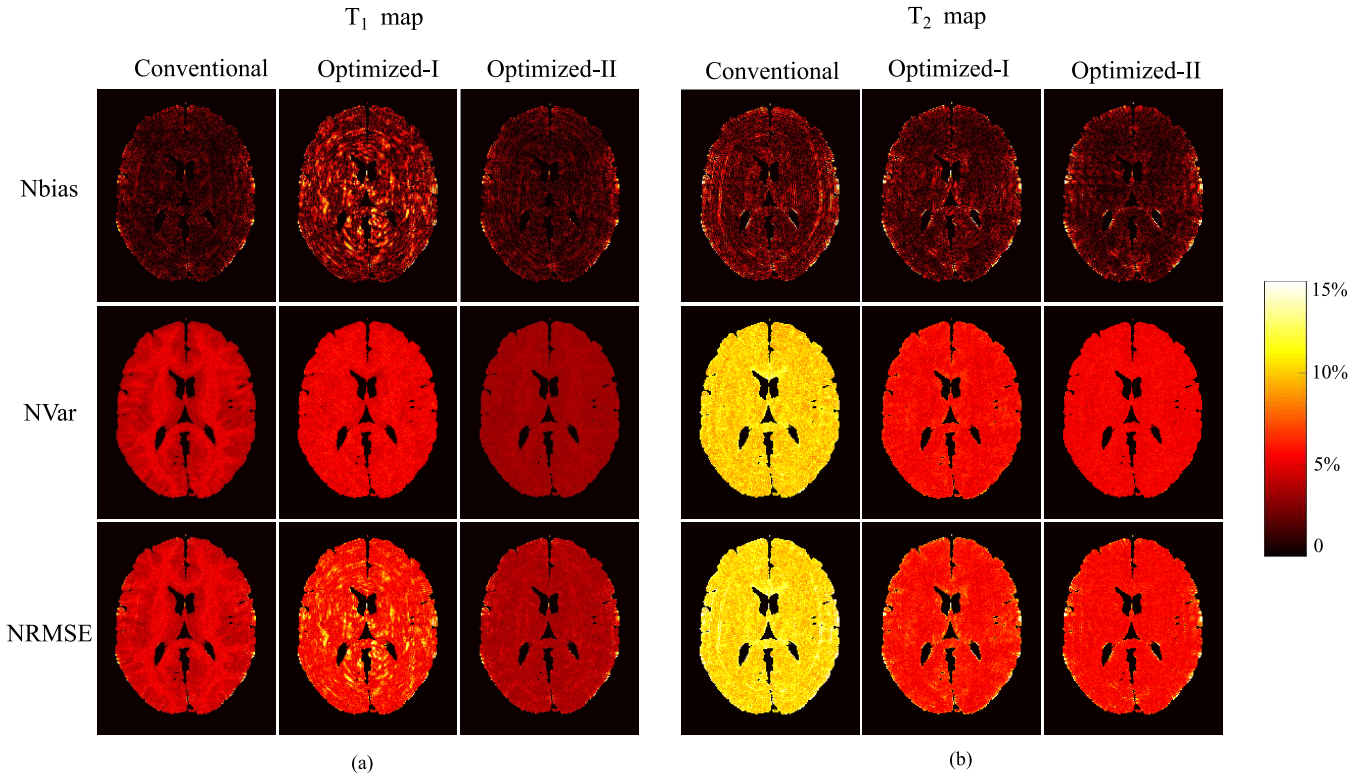 T₁ map
T₂ map
Conventional
Optimized-I
Optimized-II
Conventional
Optimized-I
Optimized-II
Nbias
NVar
NRMSE
15%
10%
5%
0
(a)
(b)